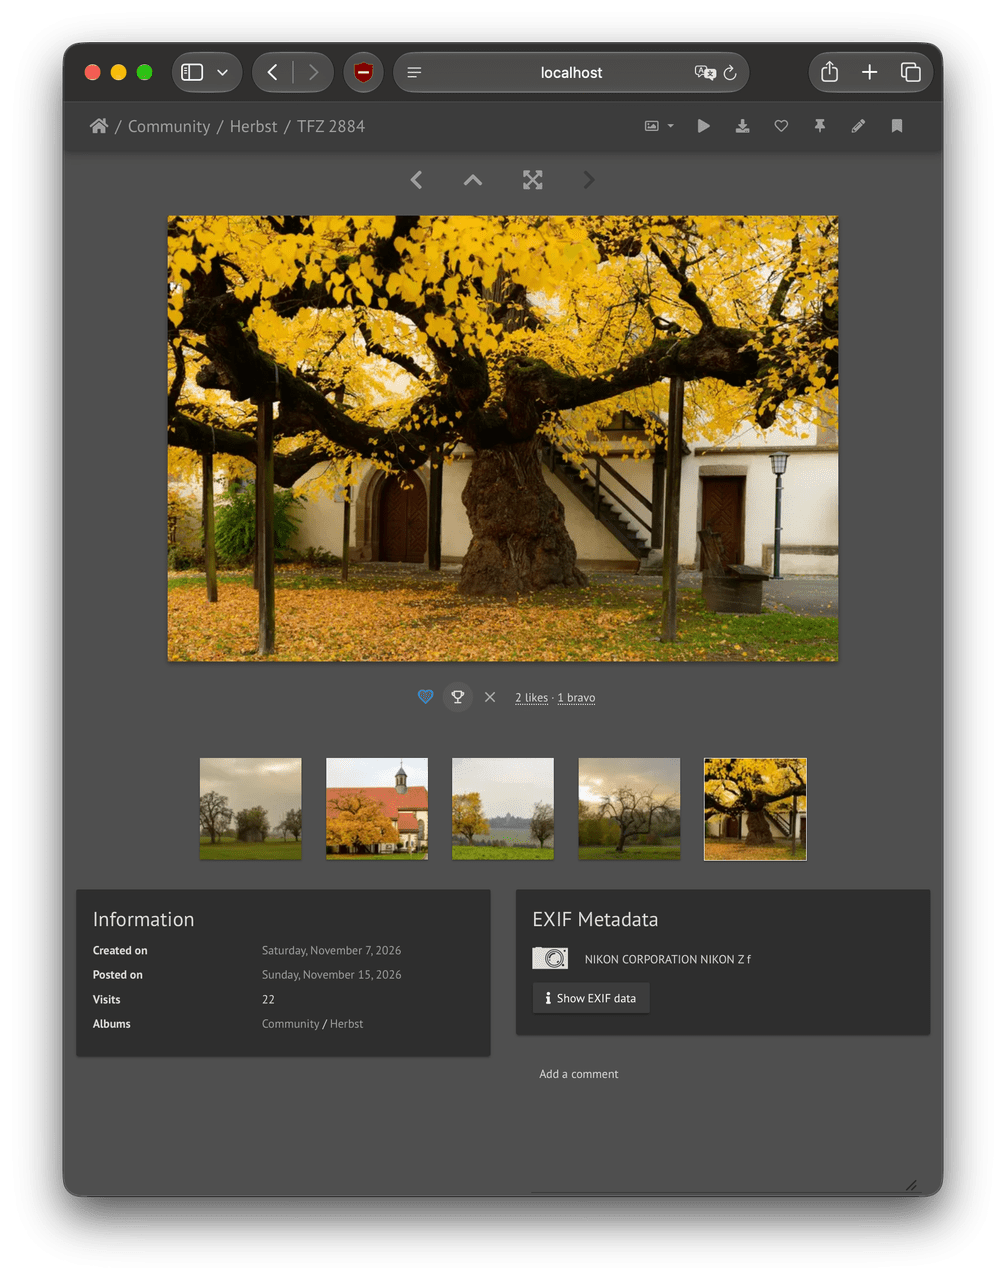 localhost
/ Community / Herbst / TFZ 2884
2 likes · 1 bravo
Information
Created on Saturday, November 7, 2026
Posted on Sunday, November 15, 2026
Visits 22
Albums Community / Herbst
EXIF Metadata
NIKON CORPORATION NIKON Z f
Show EXIF data
Add a comment